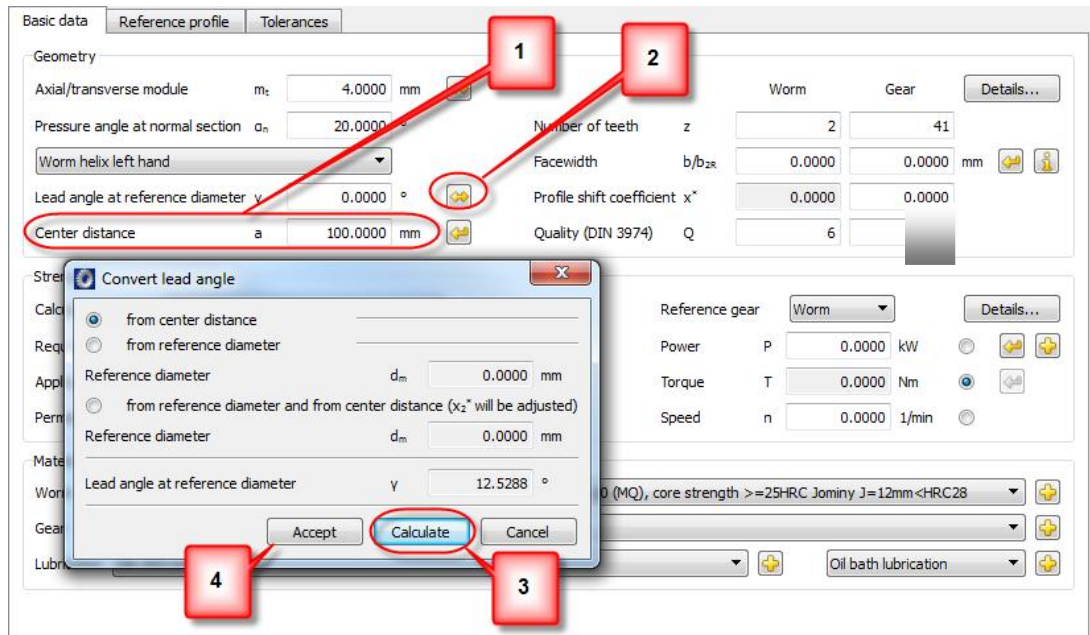 Basic data Reference profile Tolerances
1
2
Geometry
Axial/transverse module mt 4.0000 mm Worm Gear Details...
Pressure angle at normal section αn 20.0000 ° Number of teeth z 2 41
Worm helix left hand Facewidth b/b2R 0.0000 0.0000 mm
Lead angle at reference diameter γ 0.0000 ° Profile shift coefficient x* 0.0000 0.0000
Center distance a 100.0000 mm Quality (DIN 3974) Q 6
Convert lead angle
from center distance
from reference diameter
Reference diameter dm 0.0000 mm
from reference diameter and from center distance (x2* will be adjusted)
Reference diameter dm 0.0000 mm
Lead angle at reference diameter γ 12.5288 °
Accept Calculate Cancel
4
3
Reference gear Worm Details...
Power P 0.0000 kW
Torque T 0.0000 Nm
Speed n 0.0000 1/min
(MQ), core strength >=25HRC Jominy J=12mm<HRC28
Oil bath lubrication